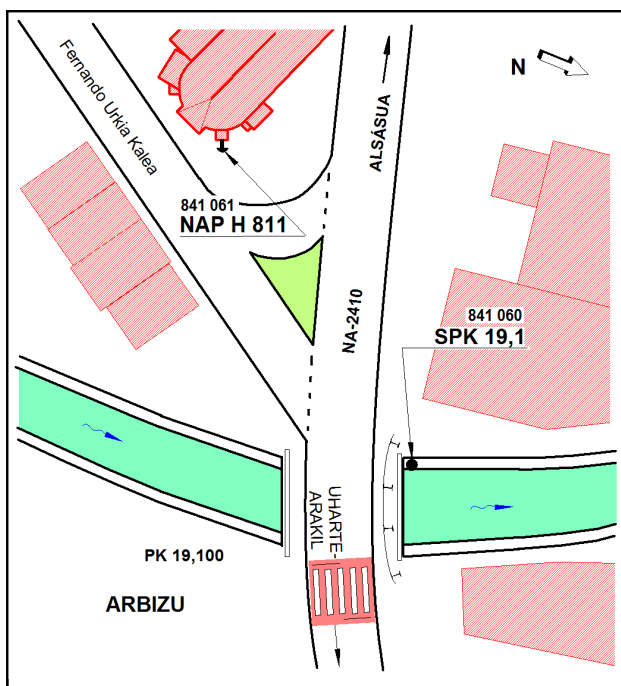 Fernando Urkia Kalea
N
ALSÁSUA
841 061
NAP H 811
NA-2410
841 060
SPK 19,1
UHARTE-
ARAKIL
PK 19,100
ARBIZU